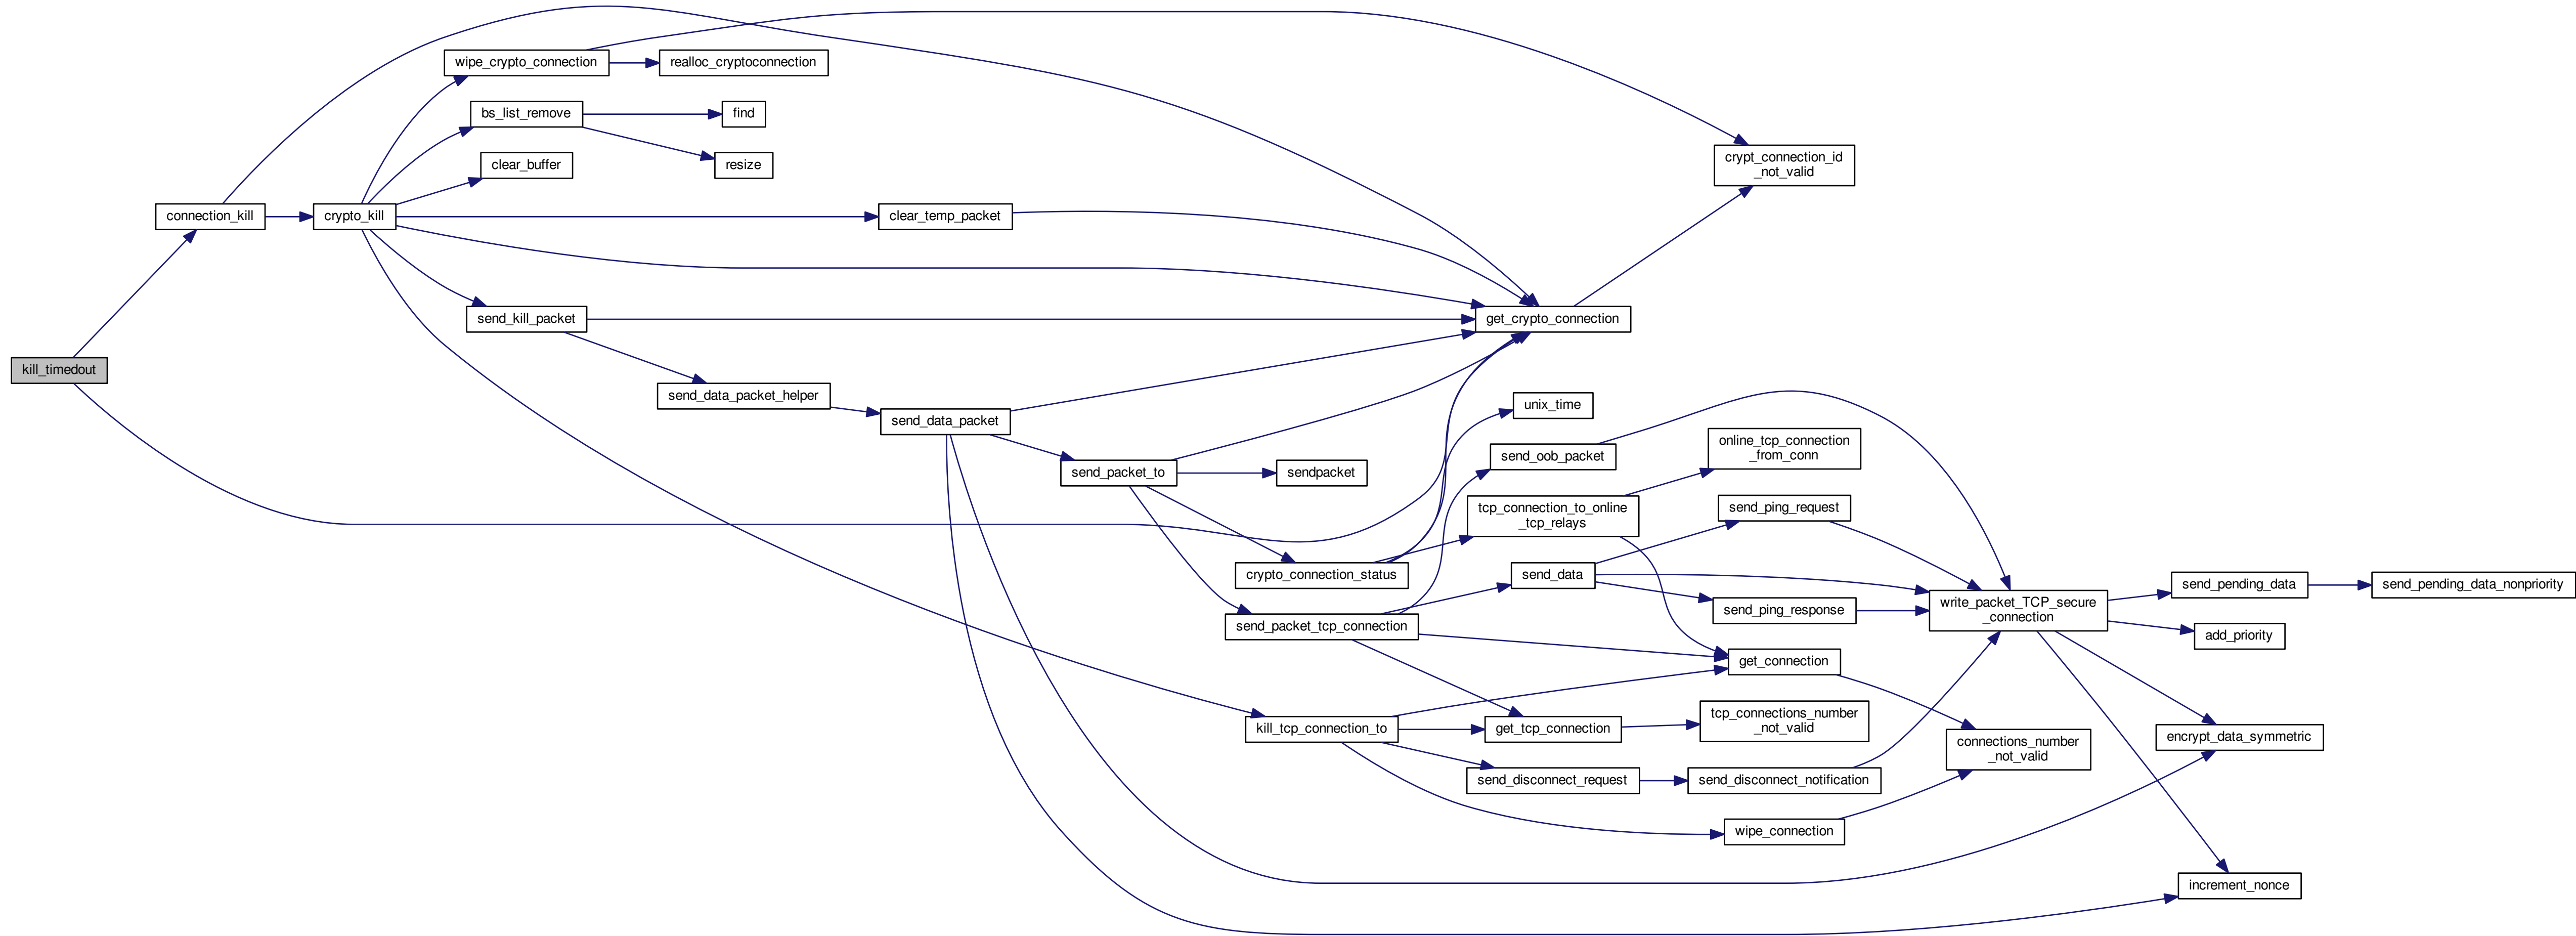 kill_timedout
connection_kill
crypto_kill
wipe_crypto_connection
realloc_cryptoconnection
bs_list_remove
find
resize
clear_buffer
clear_temp_packet
send_kill_packet
send_data_packet_helper
send_data_packet
send_packet_to
sendpacket
crypto_connection_status
send_packet_tcp_connection
kill_tcp_connection_to
get_crypto_connection
crypt_connection_id
_not_valid
unix_time
send_oob_packet
tcp_connection_to_online
_tcp_relays
online_tcp_connection
_from_conn
send_data
send_ping_request
send_ping_response
get_connection
get_tcp_connection
tcp_connections_number
_not_valid
send_disconnect_request
send_disconnect_notification
wipe_connection
write_packet_TCP_secure
_connection
connections_number
_not_valid
send_pending_data
send_pending_data_nonpriority
add_priority
encrypt_data_symmetric
increment_nonce